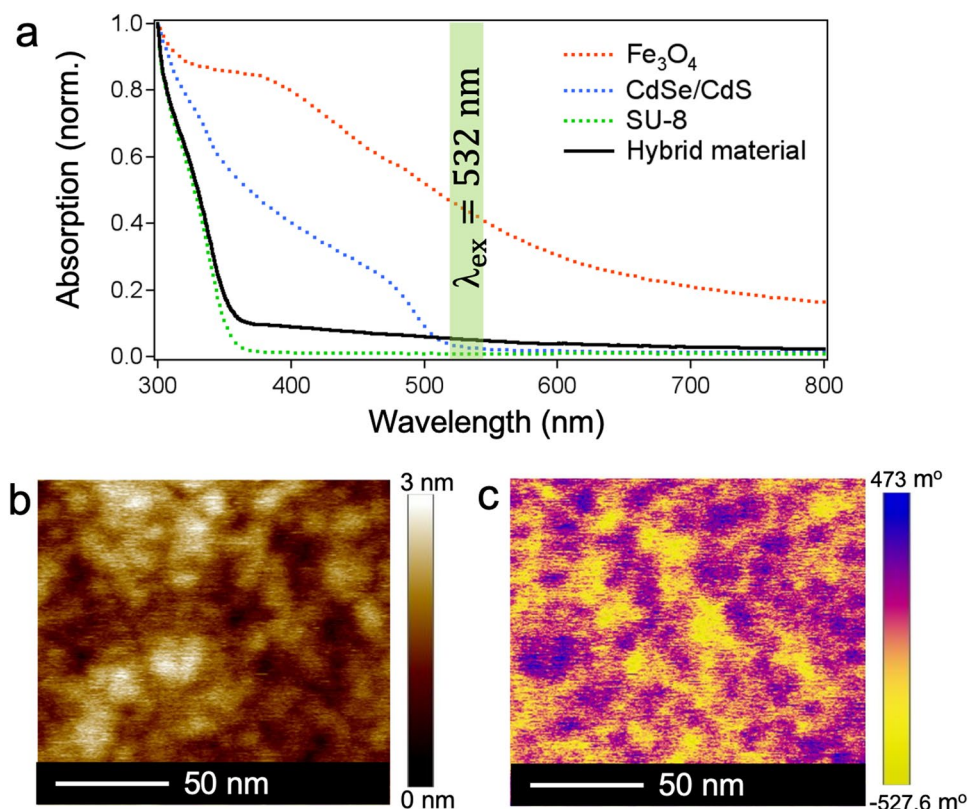 a
Absorption (norm.)
1.0
0.8
0.6
0.4
0.2
0.0
λex = 532 nm
Fe3O4
CdSe/CdS
SU-8
Hybrid material
300
400
500
600
700
800
Wavelength (nm)
b
3 nm
0 nm
50 nm
c
473 mº
-527.6 mº
50 nm